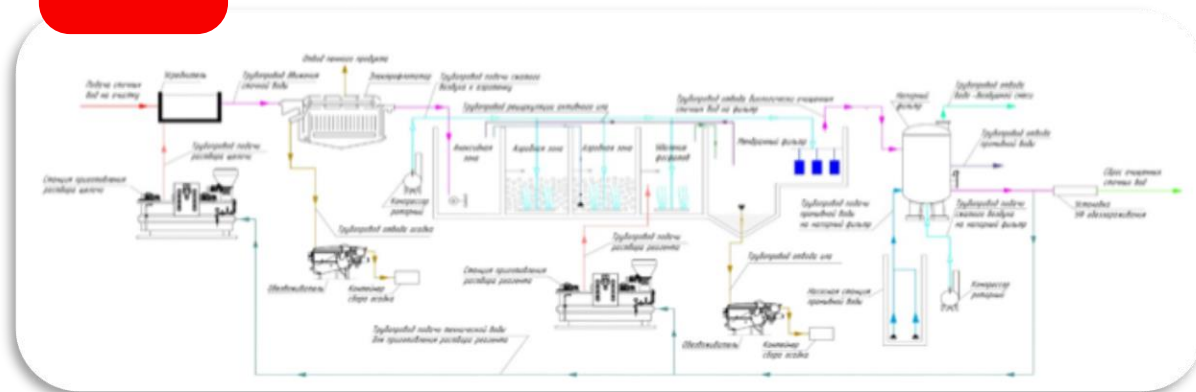 Отвод пенного продукта
Подача сточных
вод на очистку
Усреднитель
Трубопровод движения
сточной воды
Электрофлотатор
Трубопровод подачи сжатого
воздуха к аэротенку
Трубопровод рециркуляции активного ила
Трубопровод отвода биологически очищенных
сточных вод на фильтр
Напорный
фильтр
Трубопровод отвода
водо-воздушной смеси
Трубопровод подачи
раствора щелочи
Станция приготовления
раствора щелочи
Компрессор
роторный
Аноксидная
зона
Аэробная зона
Аэробная зона
Удаление
фосфатов
Мембранный фильтр
Трубопровод отвода
промывной воды
Сброс очищенных
сточных вод
Установка
УФ обеззараживания
Трубопровод подачи
промывной воды
на напорный фильтр
Трубопровод подачи
сжатого воздуха
на напорный фильтр
Трубопровод отвода осадка
Обезвоживатель
Контейнер
сбора осадка
Трубопровод подачи
раствора реагента
Станция приготовления
раствора реагента
Трубопровод отвода ила
Обезвоживатель
Контейнер
сбора осадка
Насосная станция
промывной воды
Компрессор
роторный
Трубопровод подачи технической воды
для приготовления раствора реагента